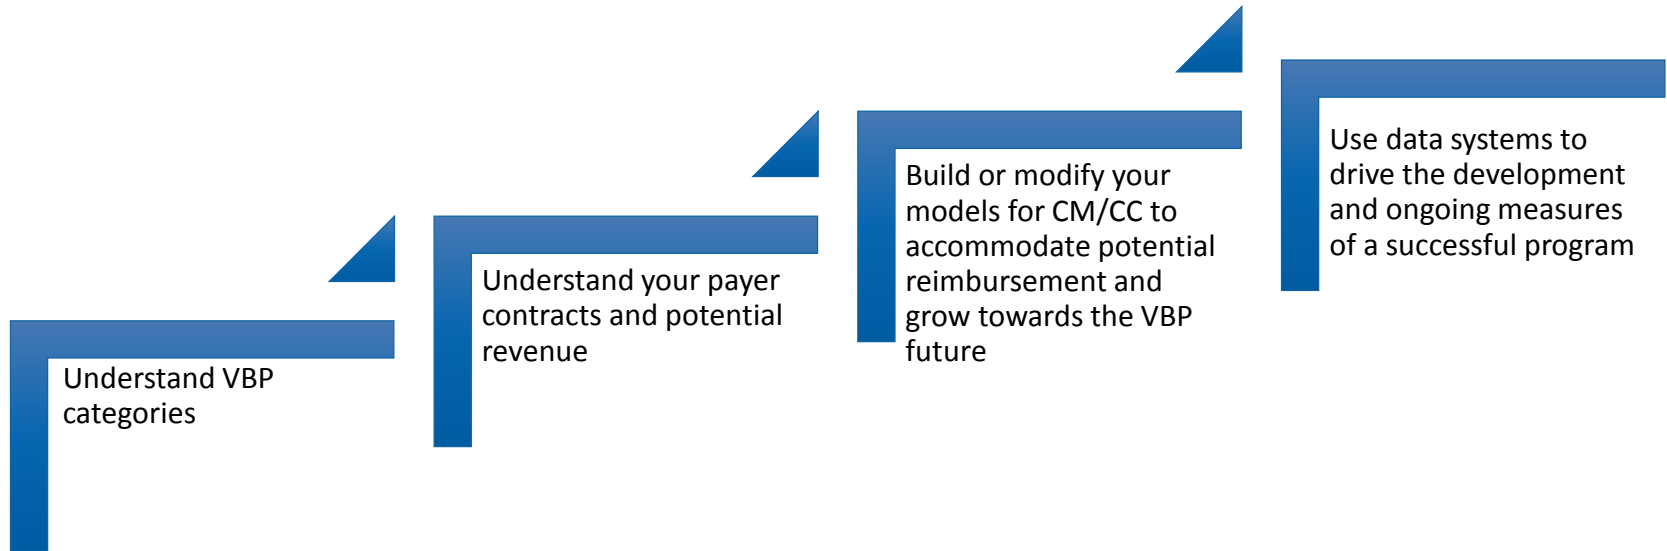 Understand VBP
categories
Understand your payer
contracts and potential
revenue
Build or modify your
models for CM/CC to
accommodate potential
reimbursement and
grow towards the VBP
future
Use data systems to
drive the development
and ongoing measures
of a successful program